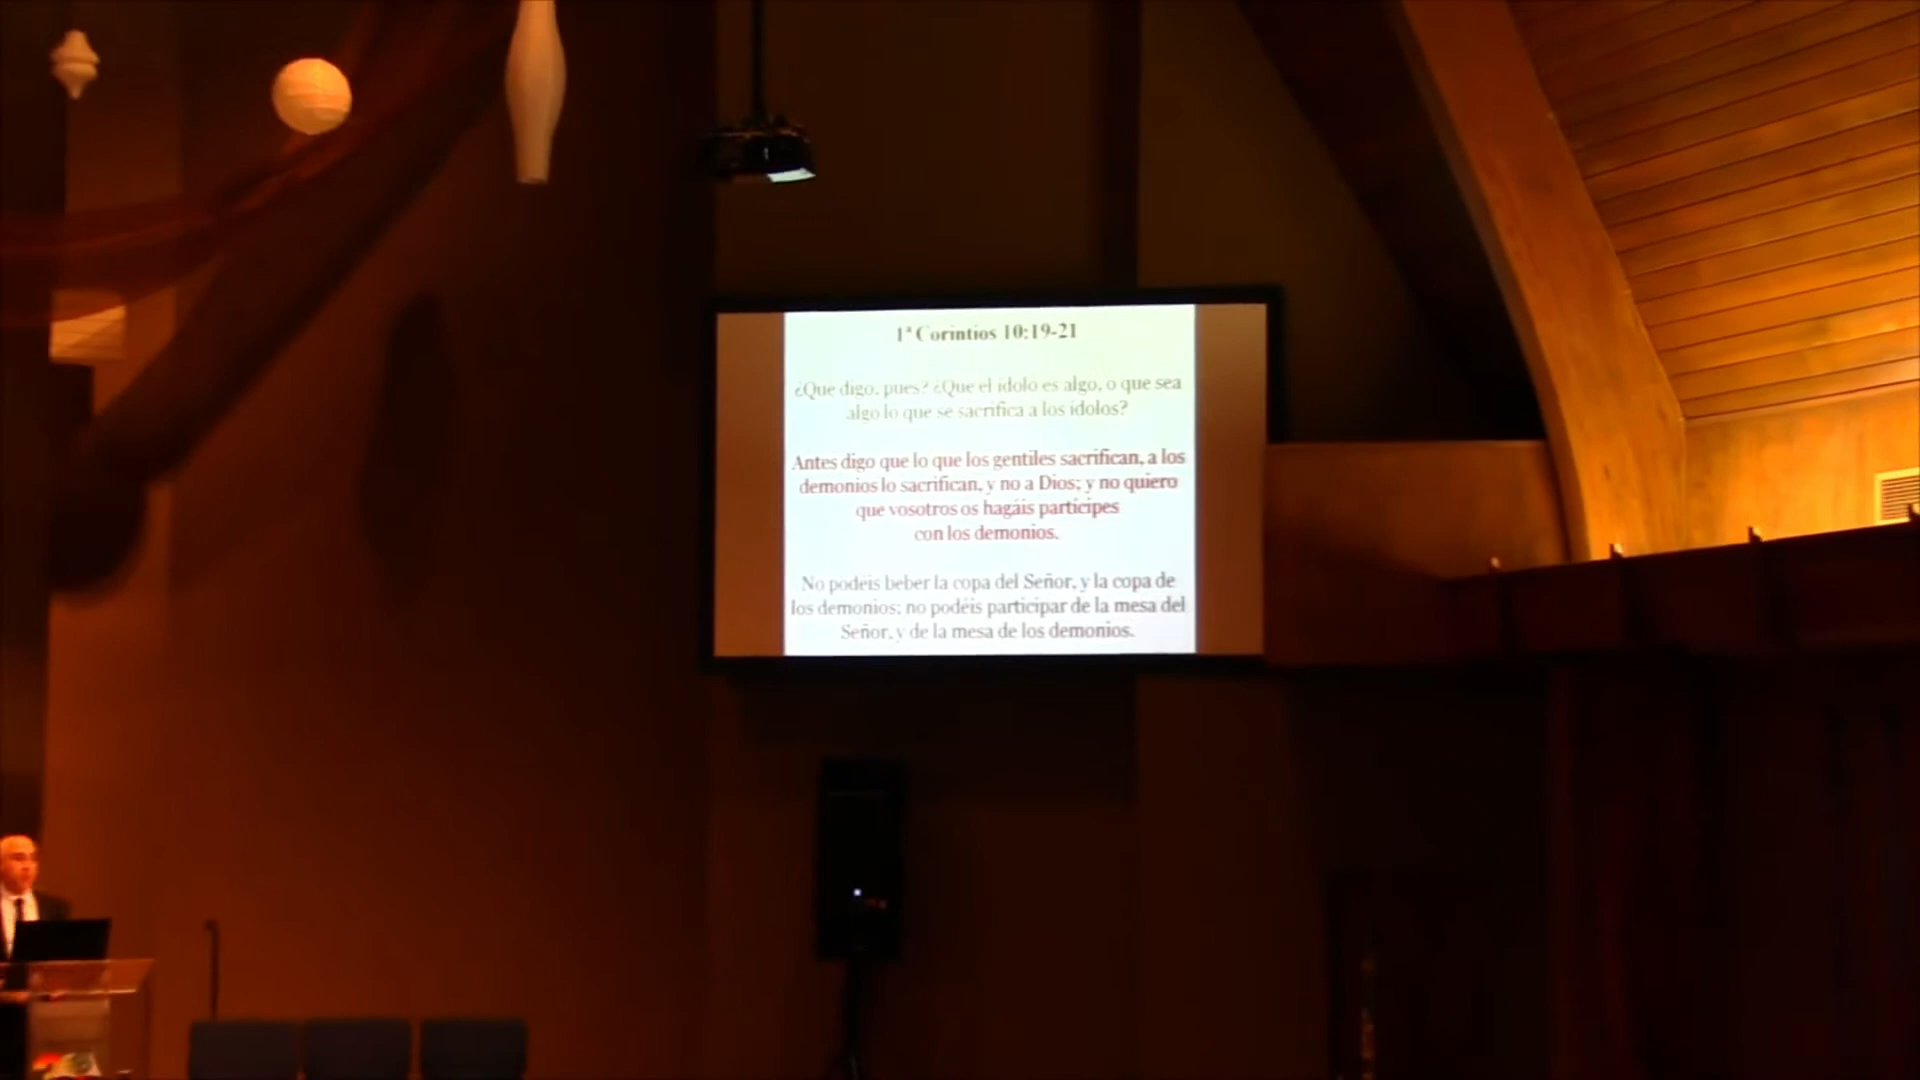 1ª Corintios 10:19-21
¿Que digo, pues? ¿Que el ídolo es algo, o que sea
algo lo que se sacrifica a los ídolos?
Antes digo que lo que los gentiles sacrifican, a los
demonios lo sacrifican, y no a Dios; y no quiero
que vosotros os hagáis partícipes
con los demonios.
No podéis beber la copa del Señor, y la copa de
los demonios; no podéis participar de la mesa del
Señor, y de la mesa de los demonios.